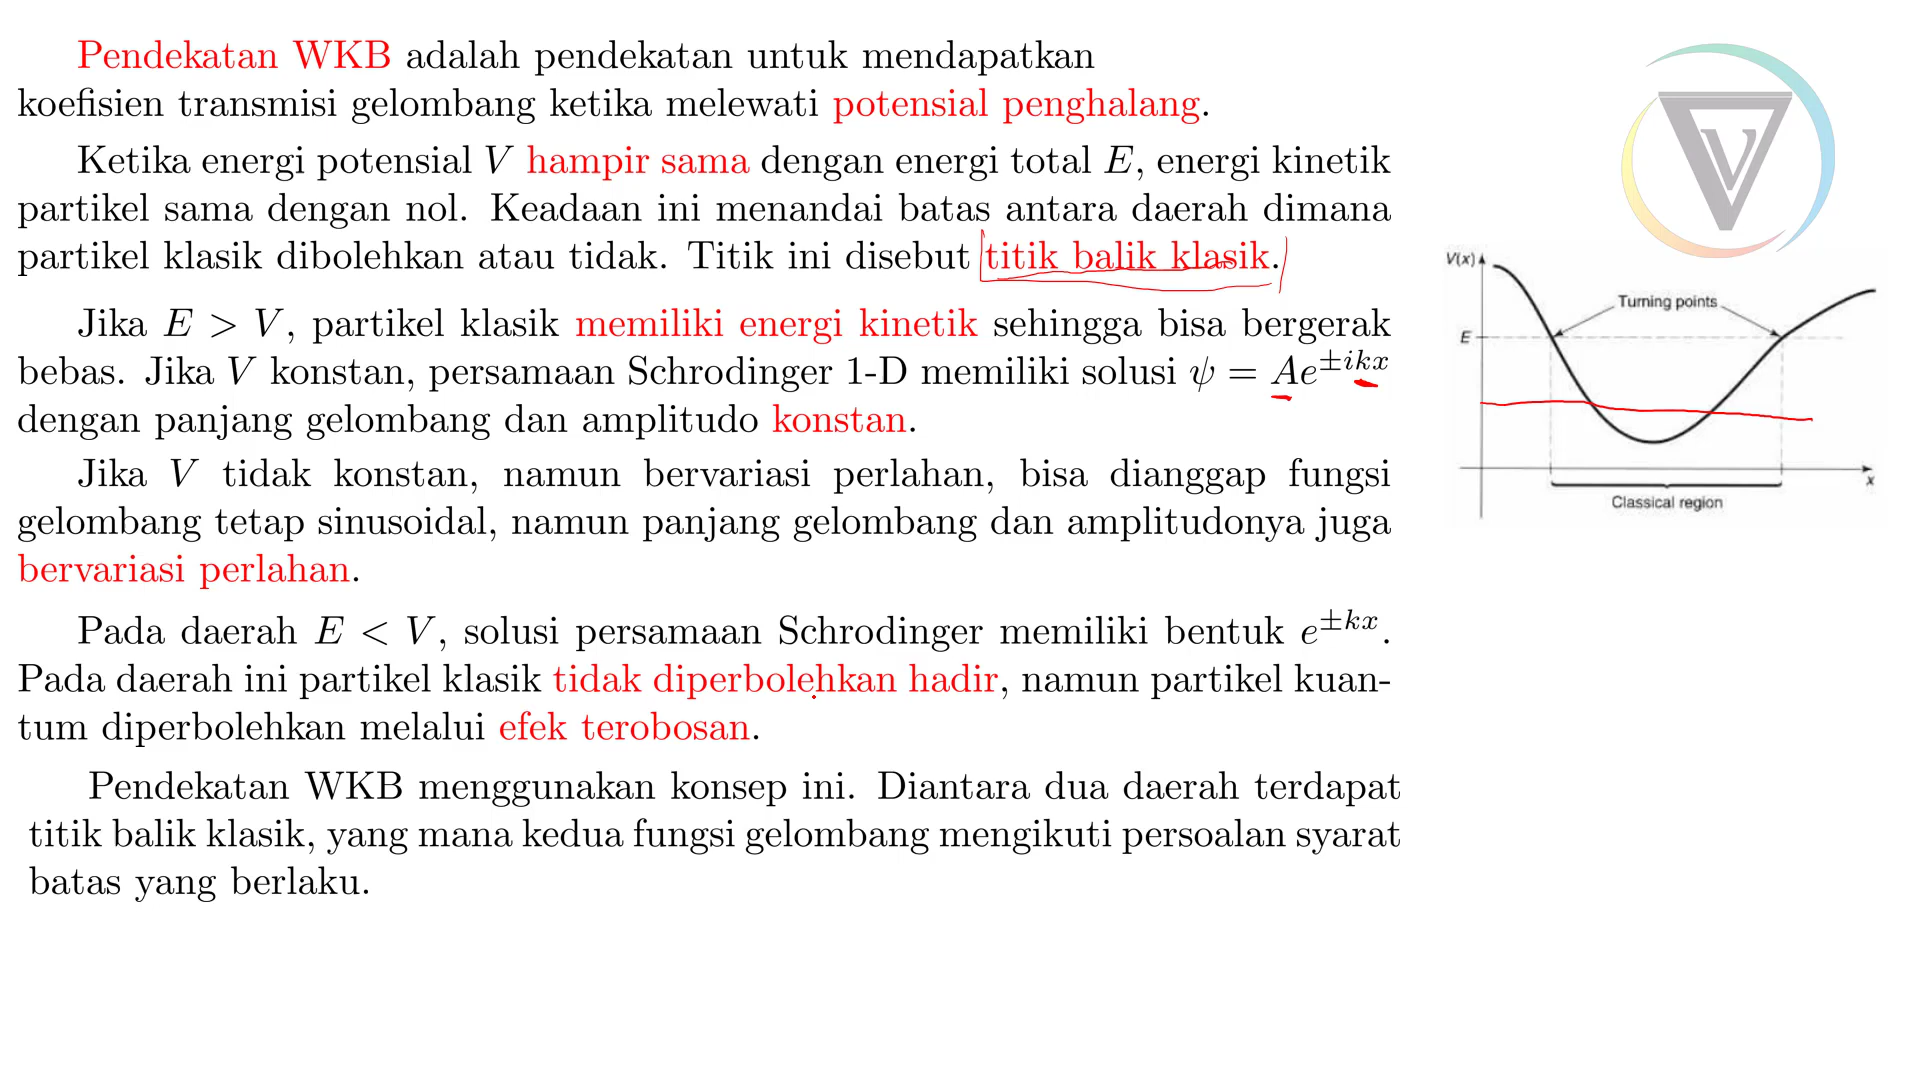 Pendekatan WKB adalah pendekatan untuk mendapatkan
koefisien transmisi gelombang ketika melewati potensial penghalang.
Ketika energi potensial V hampir sama dengan energi total E, energi kinetik
partikel sama dengan nol. Keadaan ini menandai batas antara daerah dimana
partikel klasik dibolehkan atau tidak. Titik ini disebut titik balik klasik.
Jika E > V, partikel klasik memiliki energi kinetik sehingga bisa bergerak
bebas. Jika V konstan, persamaan Schrodinger 1-D memiliki solusi ψ = Ae^{±ikx}
dengan panjang gelombang dan amplitudo konstan.
Jika V tidak konstan, namun bervariasi perlahan, bisa dianggap fungsi
gelombang tetap sinusoidal, namun panjang gelombang dan amplitudonya juga
bervariasi perlahan.
Pada daerah E < V, solusi persamaan Schrodinger memiliki bentuk e^{±kx}.
Pada daerah ini partikel klasik tidak diperbolehkan hadir, namun partikel kuan-
tum diperbolehkan melalui efek terobosan.
Pendekatan WKB menggunakan konsep ini. Diantara dua daerah terdapat
titik balik klasik, yang mana kedua fungsi gelombang mengikuti persoalan syarat
batas yang berlaku.
V
V(x)
Turning points
E
x
Classical region